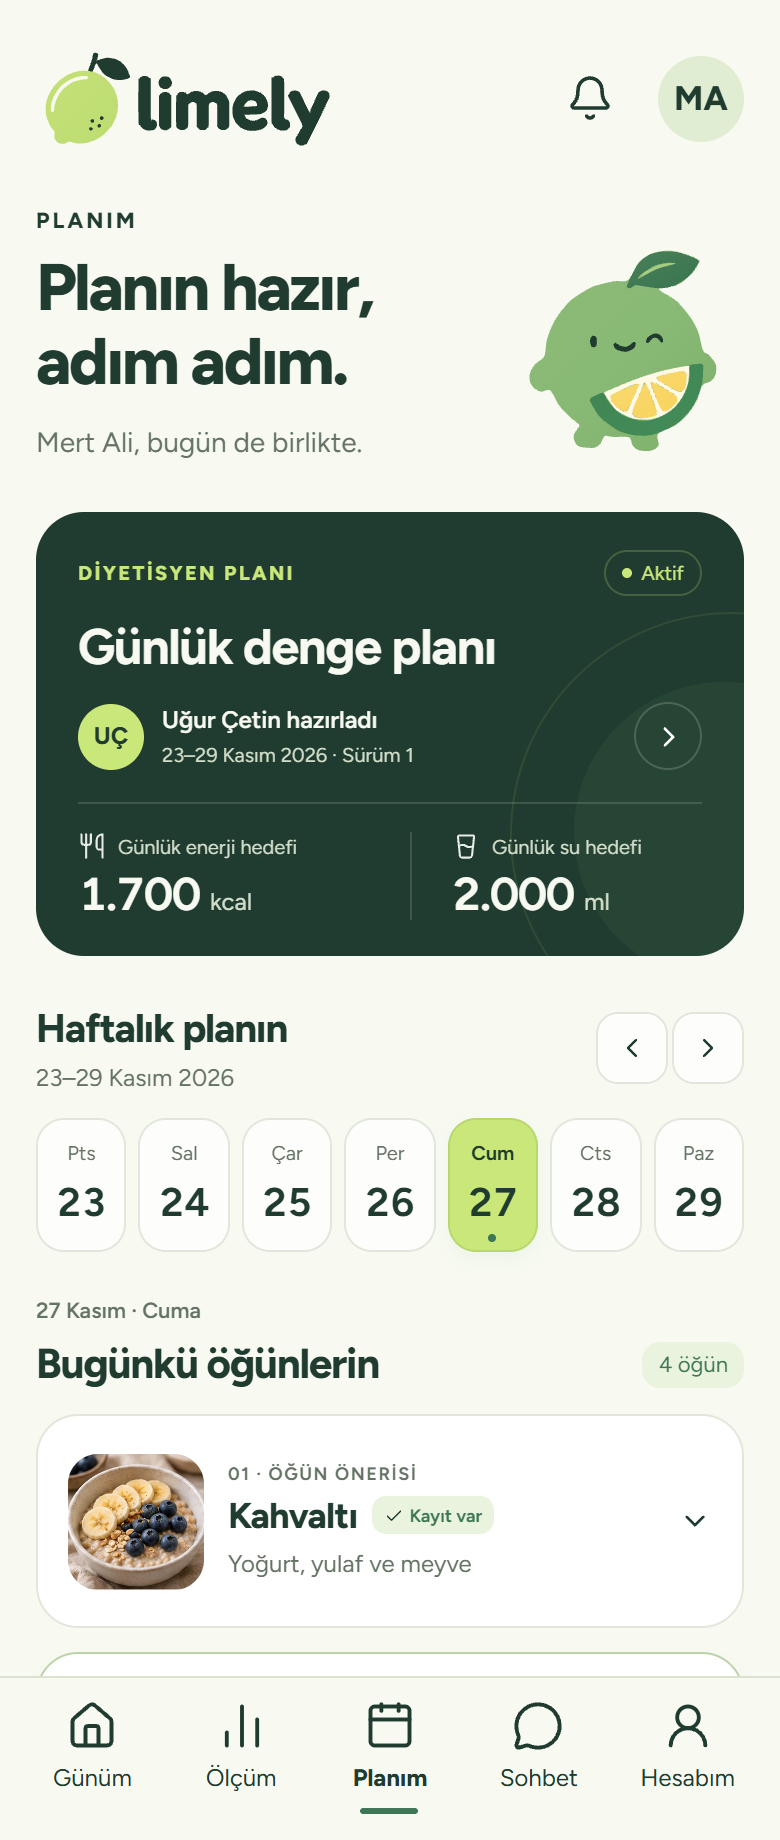 limely
MA
PLANIM
Planın hazır,
adım adım.
Mert Ali, bugün de birlikte.
DİYETİSYEN PLANI
Aktif
Günlük denge planı
UÇ
Uğur Çetin hazırladı
23–29 Kasım 2026 · Sürüm 1
Günlük enerji hedefi
1.700 kcal
Günlük su hedefi
2.000 ml
Haftalık planın
23–29 Kasım 2026
Pts Sal Çar Per Cum Cts Paz
23 24 25 26 27 28 29
27 Kasım · Cuma
Bugünkü öğünlerin
4 öğün
01 · ÖĞÜN ÖNERİSİ
Kahvaltı
Kayıt var
Yoğurt, yulaf ve meyve
Günüm Ölçüm Planım Sohbet Hesabım